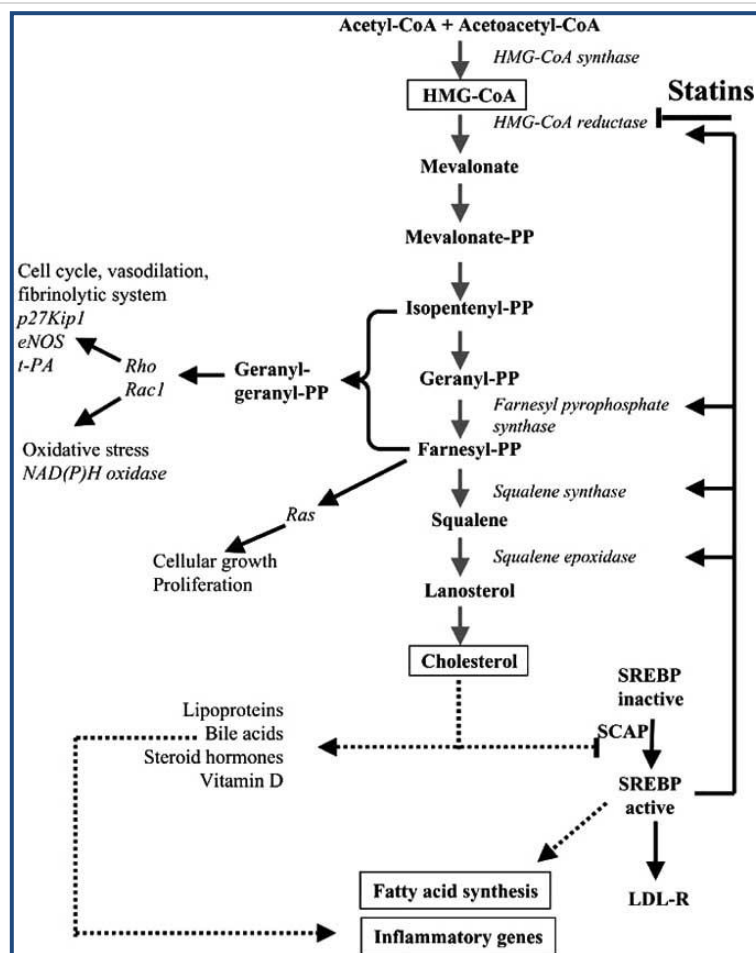 Acetyl-CoA + Acetoacetyl-CoA
HMG-CoA synthase
HMG-CoA
Statins
HMG-CoA reductase
Mevalonate
Mevalonate-PP
Cell cycle, vasodilation,
fibrinolytic system
p27Kip1
eNOS
t-PA
Isopentenyl-PP
Rho
Rac1
Geranyl-
geranyl-PP
Geranyl-PP
Farnesyl pyrophosphate
synthase
Oxidative stress
NAD(P)H oxidase
Farnesyl-PP
Squalene synthase
Ras
Squalene
Cellular growth
Proliferation
Squalene epoxidase
Lanosterol
Cholesterol
SREBP
inactive
Lipoproteins
Bile acids
Steroid hormones
Vitamin D
SCAP
SREBP
active
Fatty acid synthesis
LDL-R
Inflammatory genes